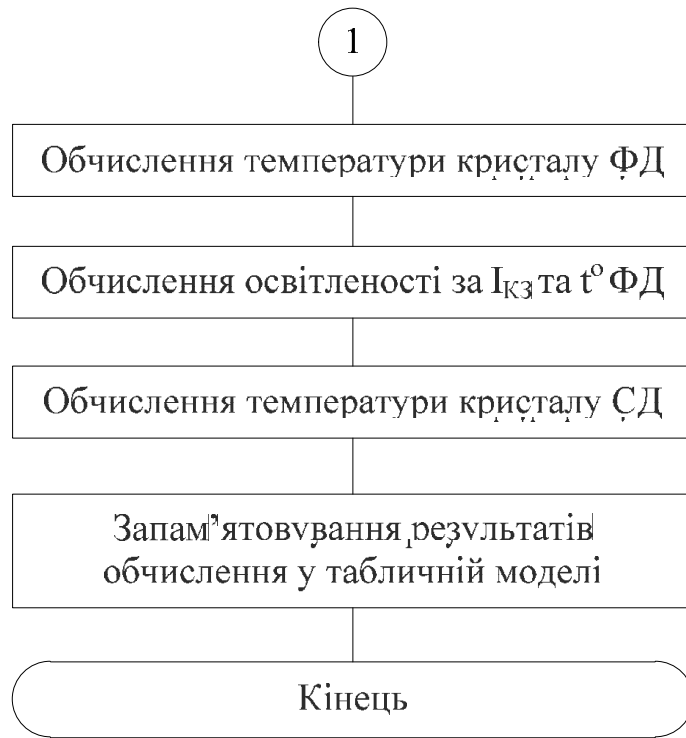 1
Обчислення температури кристалу ФД
Обчислення освітленості за IКЗ та t° ФД
Обчислення температури кристалу СД
Запам’ятовування результатів
обчислення у табличній моделі
Кінець